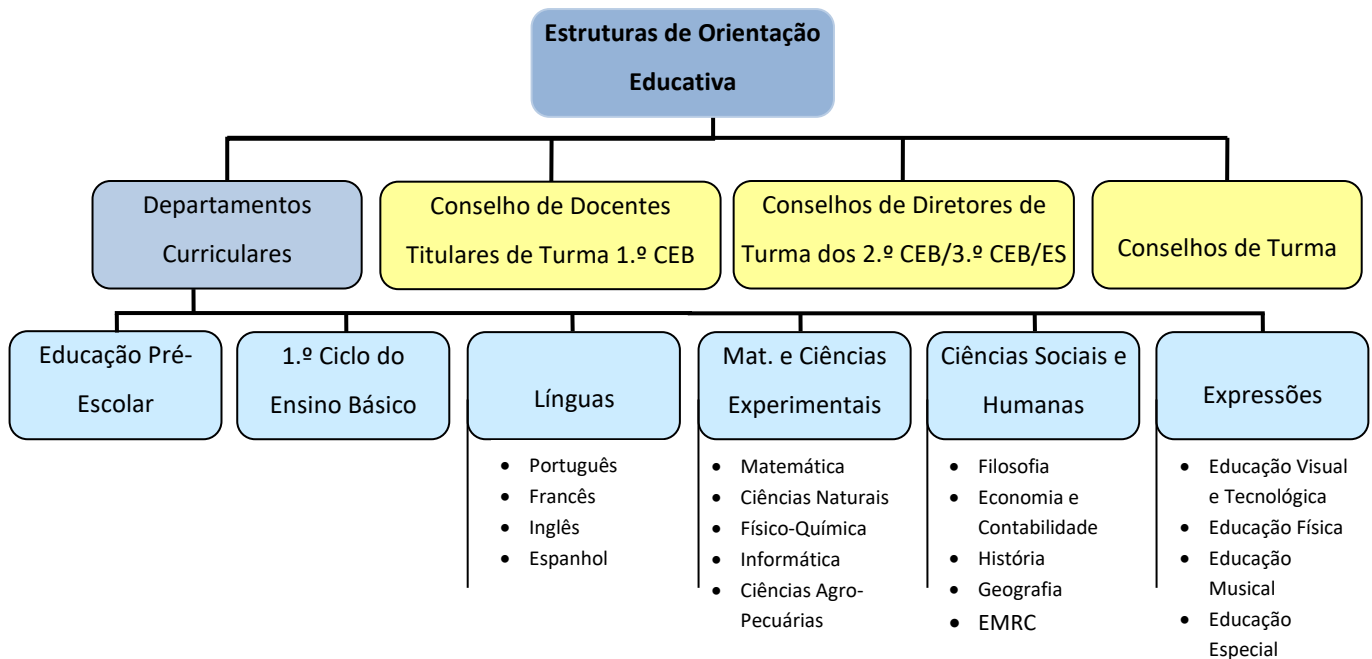 Estruturas de Orientação
Educativa
Departamentos
Curriculares
Conselho de Docentes
Titulares de Turma 1.º CEB
Conselhos de Diretores de
Turma dos 2.º CEB/3.º CEB/ES
Conselhos de Turma
Educação Pré-
Escolar
1.º Ciclo do
Ensino Básico
Línguas
Mat. e Ciências
Experimentais
Ciências Sociais e
Humanas
Expressões
• Português
• Francês
• Inglês
• Espanhol
• Matemática
• Ciências Naturais
• Físico-Química
• Informática
• Ciências Agro-
Pecuárias
• Filosofia
• Economia e
Contabilidade
• História
• Geografia
• EMRC
• Educação Visual
e Tecnológica
• Educação Física
• Educação
Musical
• Educação
Especial